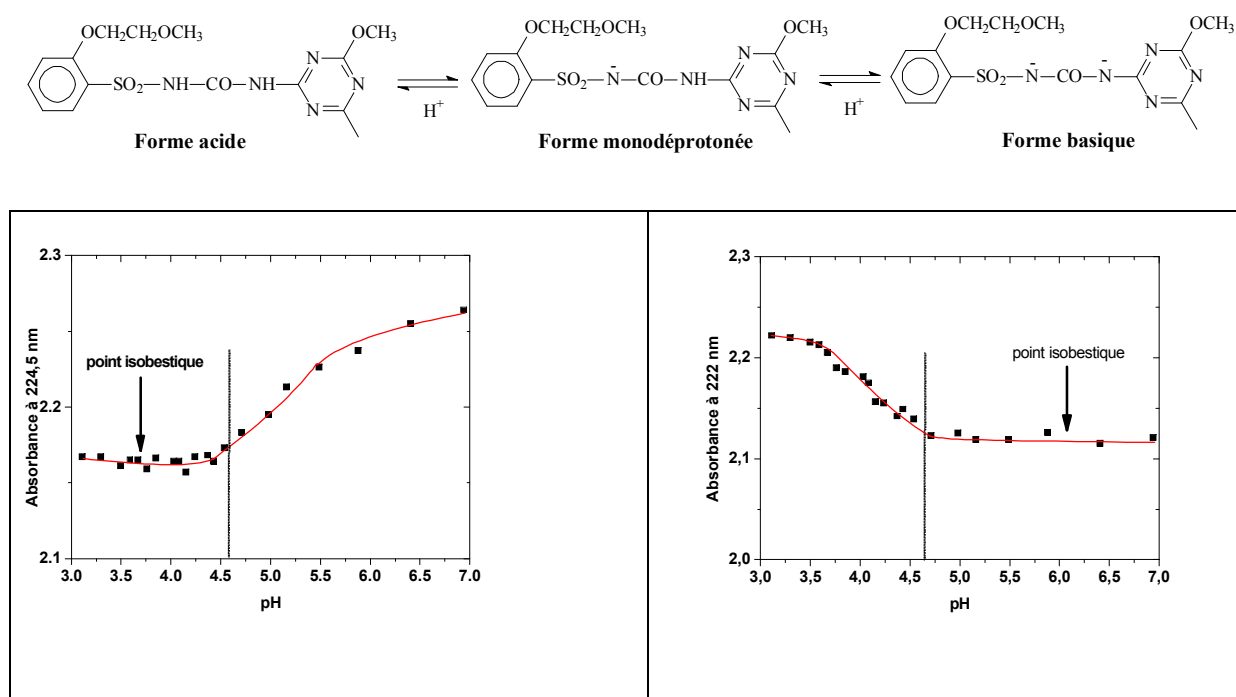 OCH₂CH₂OCH₃ OCH₃ OCH₂CH₂OCH₃ OCH₃ OCH₂CH₂OCH₃ OCH₃
SO₂—NH—CO—NH N N N SO₂—N⁻—CO—NH N N N SO₂—N⁻—CO—N⁻ N N N
H⁺ H⁺
Forme acide Forme monodéprotonée Forme basique
2.3
2.2
2.1
Absorbance à 224,5 nm
point isobestique
3.0 3.5 4.0 4.5 5.0 5.5 6.0 6.5 7.0
pH
2,3
2,2
2,1
2,0
Absorbance à 222 nm
point isobestique
3,0 3,5 4,0 4,5 5,0 5,5 6,0 6,5 7,0
pH